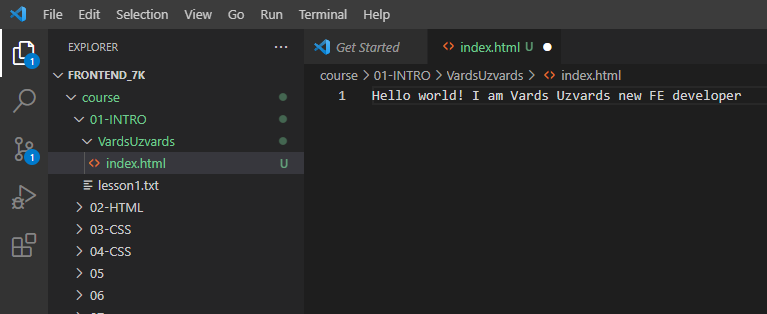 File Edit Selection View Go Run Terminal Help
EXPLORER ...
FRONTEND_7K
course
01-INTRO
VardsUzvards
index.html U
lesson1.txt
02-HTML
03-CSS
04-CSS
05
06
Get Started index.html U
course > 01-INTRO > VardsUzvards > index.html
1 Hello world! I am Vards Uzvards new FE developer
1
1